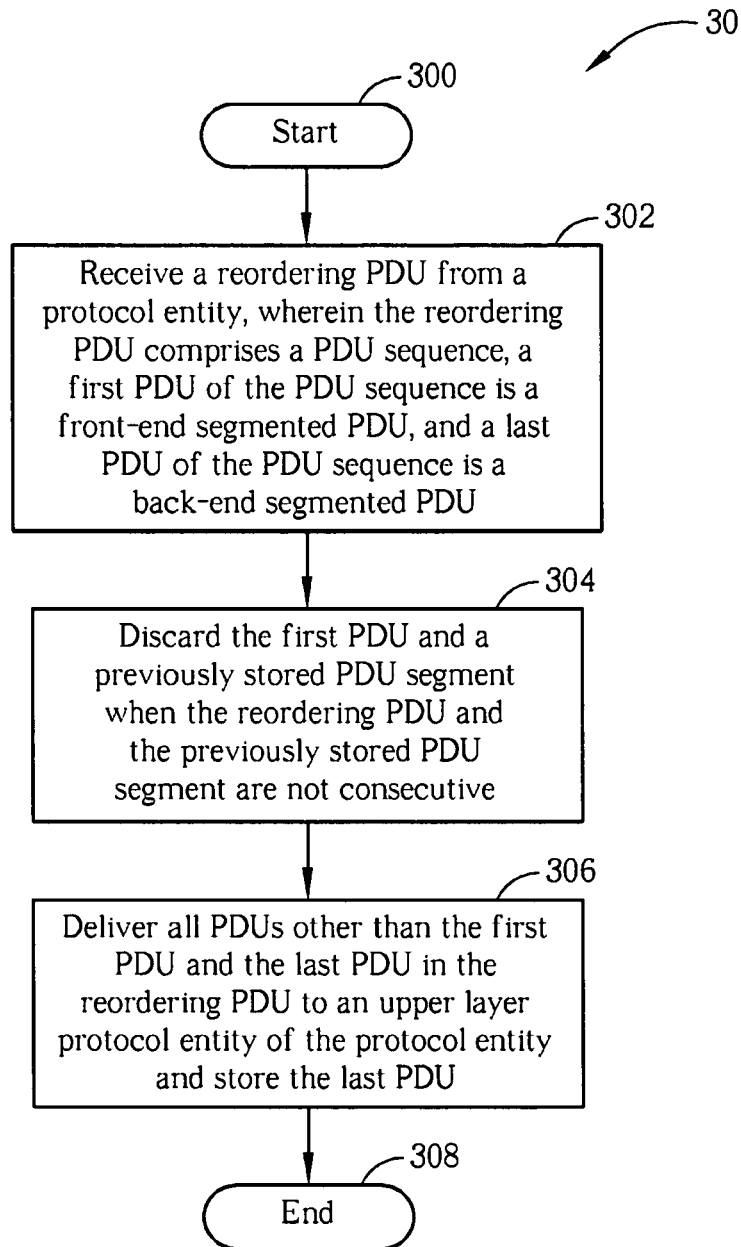 30
300
Start
302
Receive a reordering PDU from a
protocol entity, wherein the reordering
PDU comprises a PDU sequence, a
first PDU of the PDU sequence is a
front-end segmented PDU, and a last
PDU of the PDU sequence is a
back-end segmented PDU
304
Discard the first PDU and a
previously stored PDU segment
when the reordering PDU and
the previously stored PDU
segment are not consecutive
306
Deliver all PDUs other than the first
PDU and the last PDU in the
reordering PDU to an upper layer
protocol entity of the protocol entity
and store the last PDU
308
End